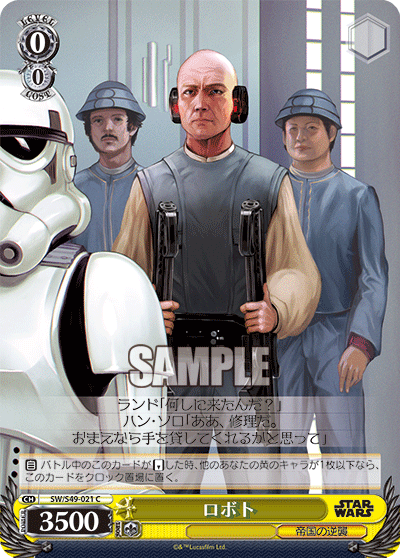 LEVEL
0
0
COST
SAMPLE
ランド「何しに来たんだ?」
ハン・ソロ「ああ、修理だ。
おまえなら手を貸してくれるかと思って」
バトル中のこのカードが【↓】した時、他のあなたの黄のキャラが1枚以下なら、
このカードをクロック置場に置く。
CH SW/S49-021 C
3500
ロボト
STAR WARS
帝国の逆襲
©&™Lucasfilm Ltd.